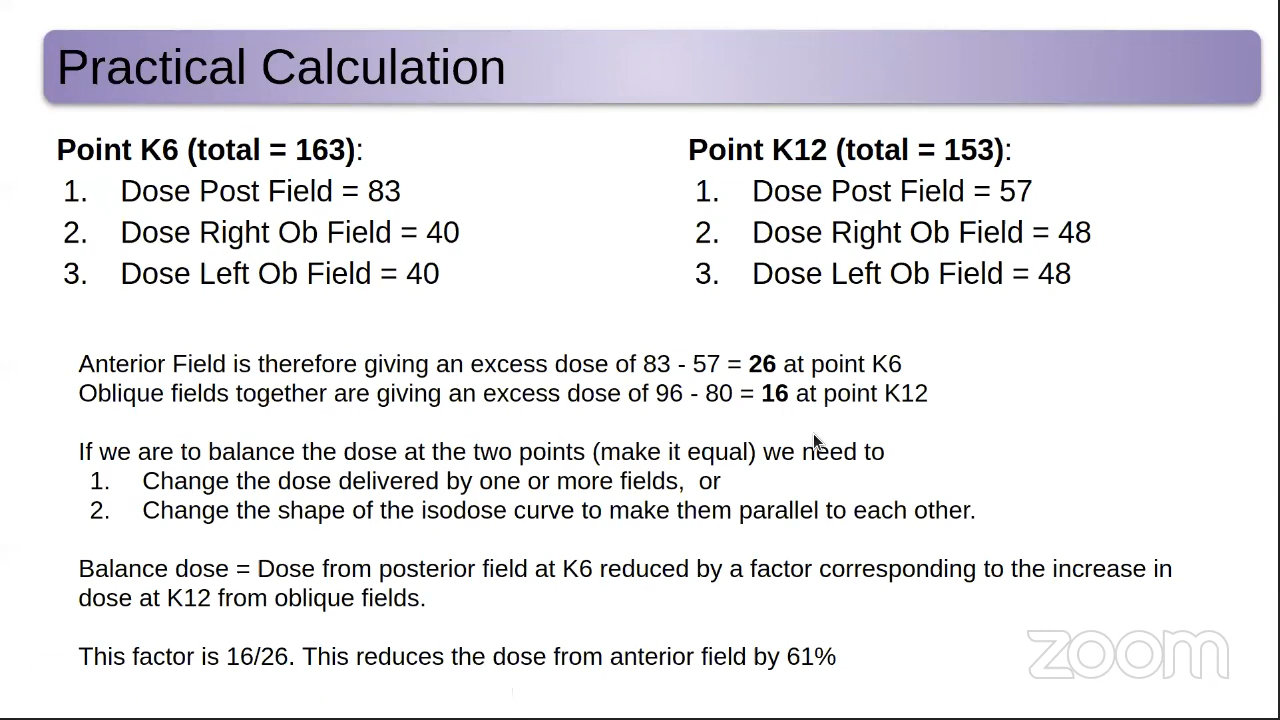 Practical Calculation
Point K6 (total = 163):
1. Dose Post Field = 83
2. Dose Right Ob Field = 40
3. Dose Left Ob Field = 40
Point K12 (total = 153):
1. Dose Post Field = 57
2. Dose Right Ob Field = 48
3. Dose Left Ob Field = 48
Anterior Field is therefore giving an excess dose of 83 - 57 = 26 at point K6
Oblique fields together are giving an excess dose of 96 - 80 = 16 at point K12
If we are to balance the dose at the two points (make it equal) we need to
1. Change the dose delivered by one or more fields, or
2. Change the shape of the isodose curve to make them parallel to each other.
Balance dose = Dose from posterior field at K6 reduced by a factor corresponding to the increase in
dose at K12 from oblique fields.
This factor is 16/26. This reduces the dose from anterior field by 61%
zoom